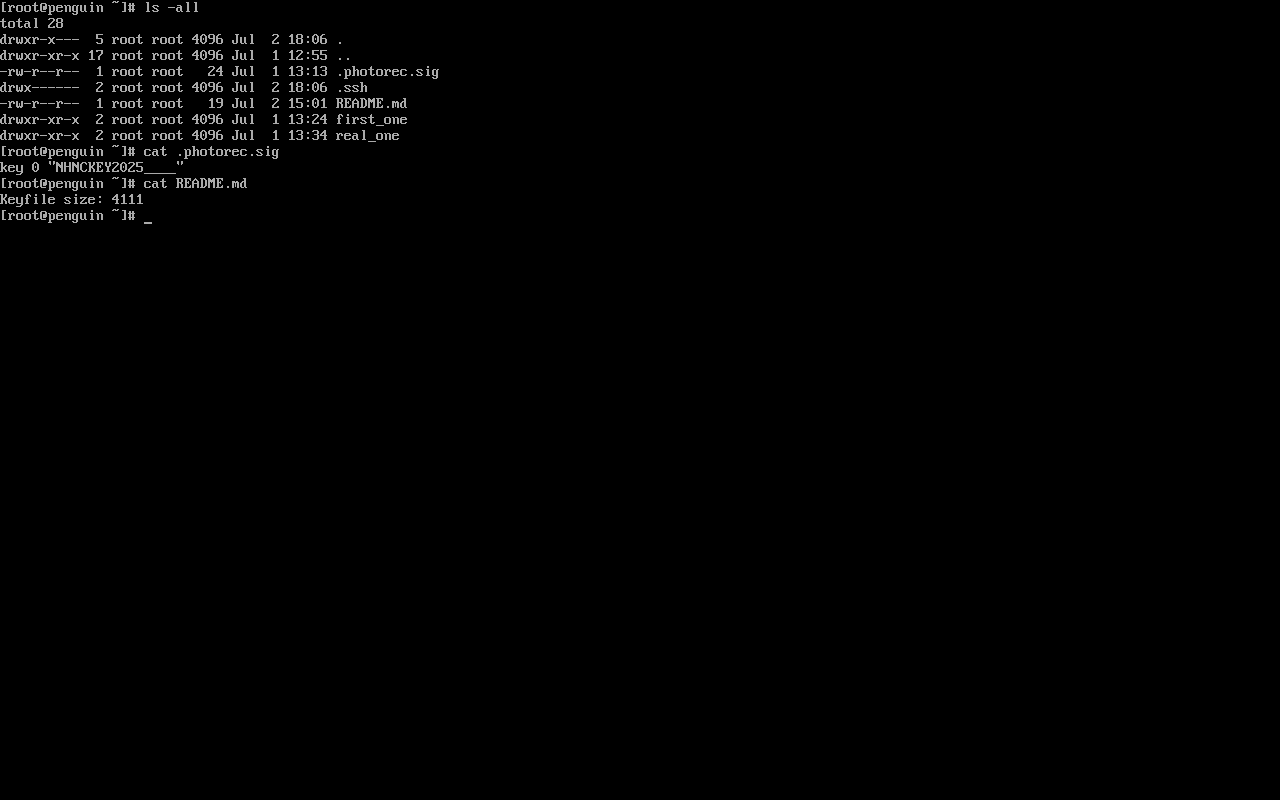 [root@penguin ~]# ls -all
total 28
drwxr-x---  5 root root 4096 Jul  2 18:06 .
drwxr-xr-x 17 root root 4096 Jul  1 12:55 ..
-rw-r--r--  1 root root   24 Jul  1 13:13 .photorec.sig
drwx------  2 root root 4096 Jul  2 18:06 .ssh
-rw-r--r--  1 root root   19 Jul  2 15:01 README.md
drwxr-xr-x  2 root root 4096 Jul  1 13:24 first_one
drwxr-xr-x  2 root root 4096 Jul  1 13:34 real_one
[root@penguin ~]# cat .photorec.sig
key 0 "NHNCKEY2025____"
[root@penguin ~]# cat README.md
Keyfile size: 4111
[root@penguin ~]# _